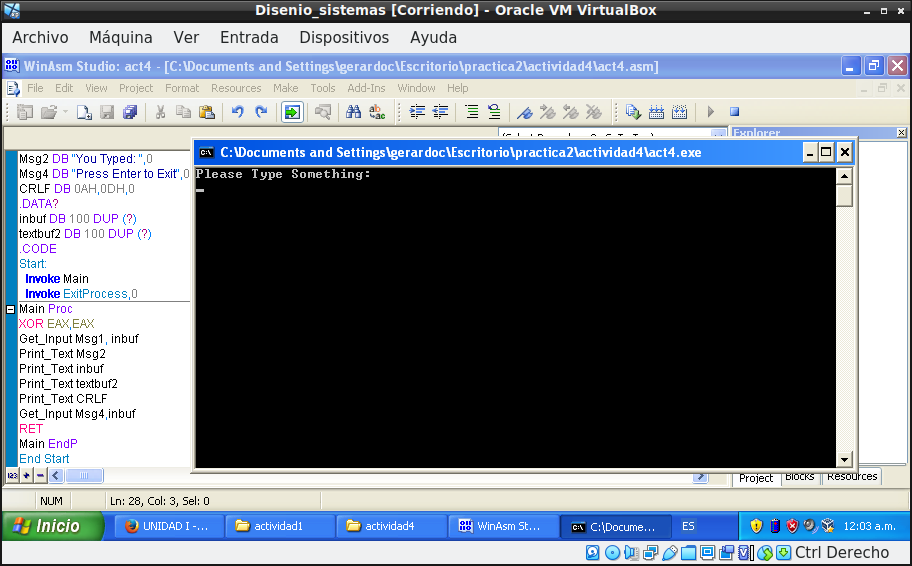 Disenio_sistemas [Corriendo] - Oracle VM VirtualBox
Archivo Máquina Ver Entrada Dispositivos Ayuda
WinAsm Studio: act4 - [C:\Documents and Settings\gerardoc\Escritorio\practica2\actividad4\act4.asm]
File Edit View Project Format Resources Make Tools Add-Ins Window Help
Explorer
C:\Documents and Settings\gerardoc\Escritorio\practica2\actividad4\act4.exe
Please Type Something:
Msg2 DB "You Typed: ",0
Msg4 DB "Press Enter to Exit",0
CRLF DB 0AH,0DH,0
.DATA?
inbuf DB 100 DUP (?)
textbuf2 DB 100 DUP (?)
.CODE
Start:
Invoke Main
Invoke ExitProcess,0
Main Proc
XOR EAX,EAX
Get_Input Msg1, inbuf
Print_Text Msg2
Print_Text inbuf
Print_Text textbuf2
Print_Text CRLF
Get_Input Msg4,inbuf
RET
Main EndP
End Start
Project Blocks Resources
NUM Ln: 28, Col: 3, Sel: 0
Inicio UNIDAD I -... actividad1 actividad4 WinAsm St... C:\Docume... ES 12:03 a.m.
Ctrl Derecho